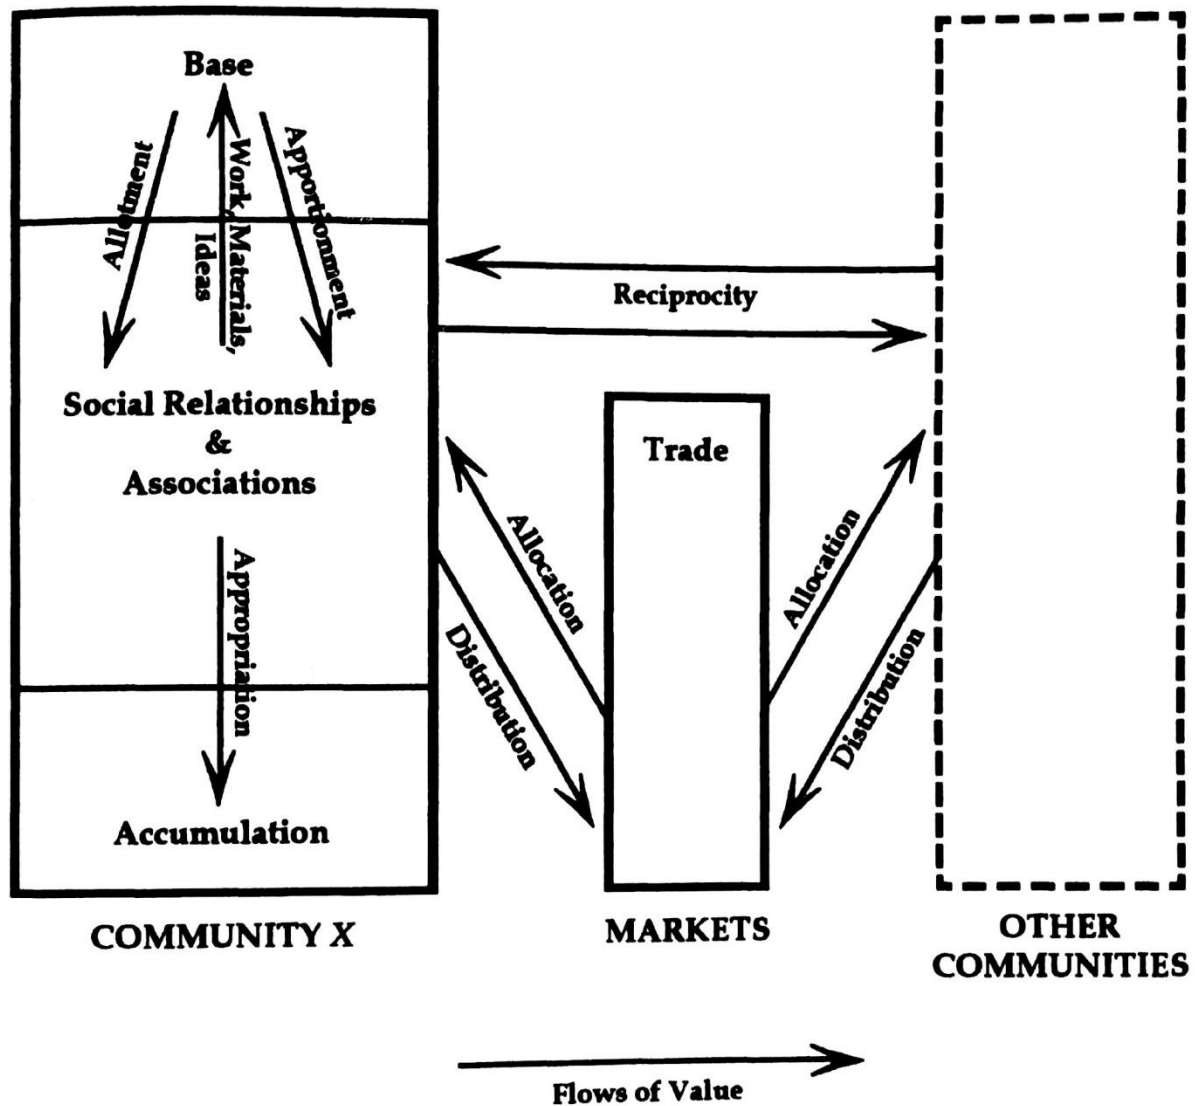 Base
Allotment
Work, Materials,
Ideas
Apportionment
Social Relationships
&
Associations
Appropriation
Accumulation
COMMUNITY X
Reciprocity
Trade
Allocation
Distribution
Allocation
Distribution
MARKETS
OTHER
COMMUNITIES
Flows of Value